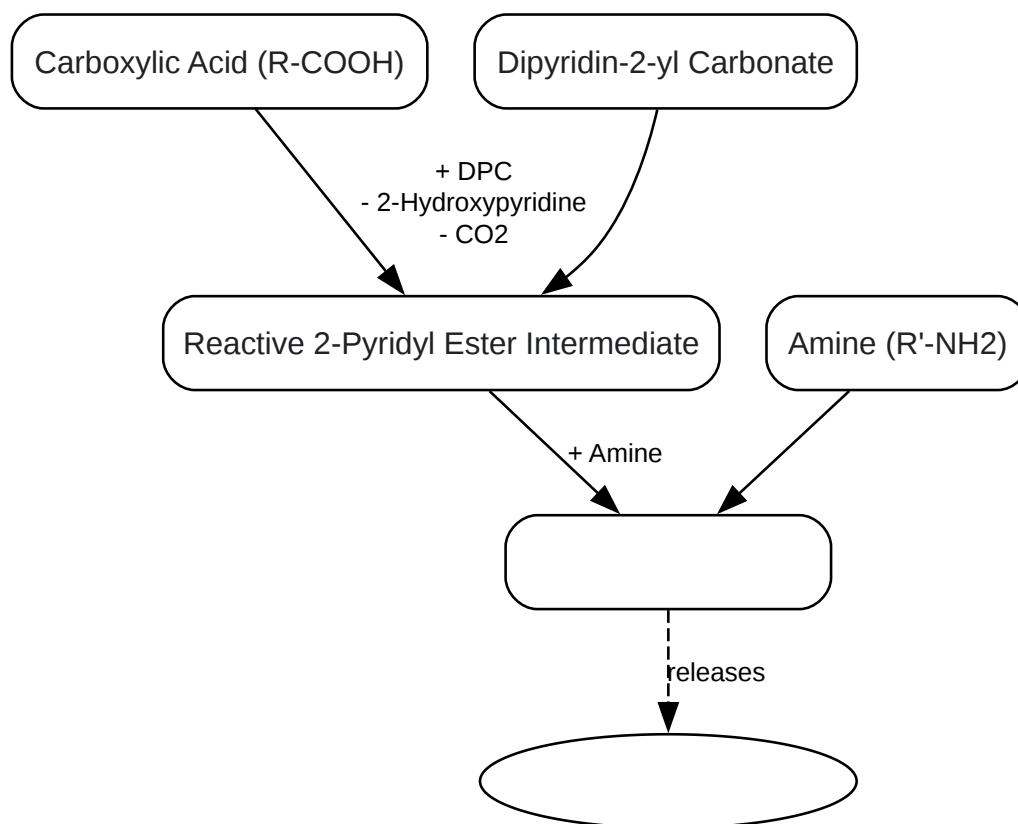 Carboxylic Acid (R-COOH)
Dipyridin-2-yl Carbonate
+ DPC
- 2-Hydroxypyridine
- CO2
Reactive 2-Pyridyl Ester Intermediate
Amine (R'-NH2)
+ Amine
releases